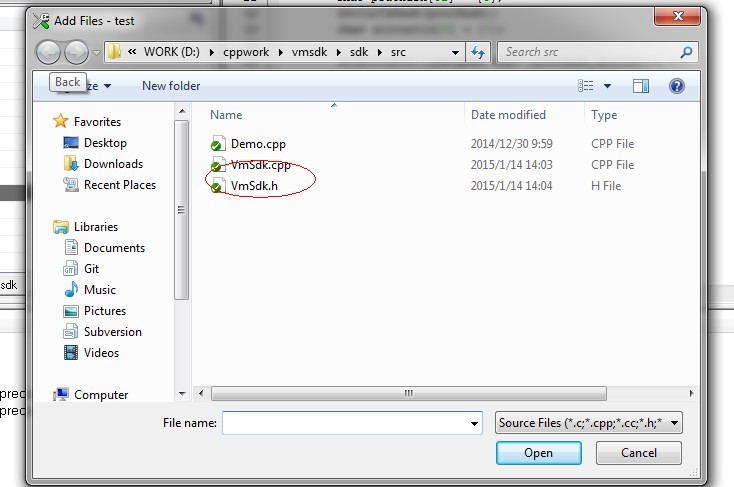 Add Files - test
« WORK (D:) ▸ cppwork ▸ vmsdk ▸ sdk ▸ src
Search src
Back
ze
New folder
Name
Date modified
Type
Favorites
Desktop
Downloads
Recent Places
Libraries
Documents
Git
Music
Pictures
Subversion
Videos
Computer
Demo.cpp 2014/12/30 9:59 CPP File
VmSdk.cpp 2015/1/14 14:03 CPP File
VmSdk.h 2015/1/14 14:04 H File
sdk
prec
prec
File name:
Source Files (*.c;*.cpp;*.cc;*.h;*
Open
Cancel